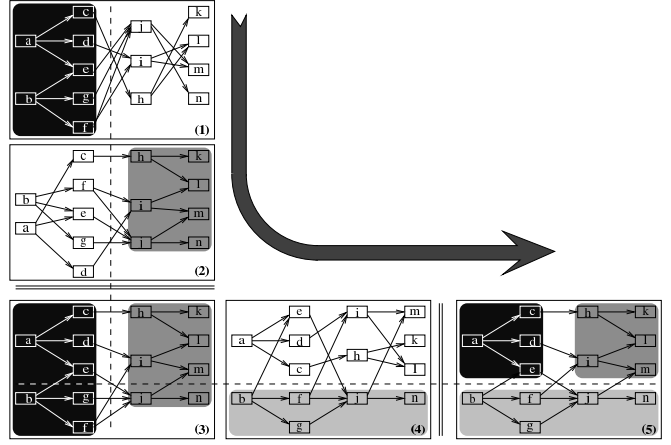 c k
j
a d l
i
e m
b g h n
f
(1)
c h k
b f l
i
a e m
g j n
d
(2)
c h k
a d l
i
e m
b g j n
f
(3)
e i m
a d k
h
c l
b f j n
g
(4)
c h k
a d l
i
e m
b f j n
g
(5)